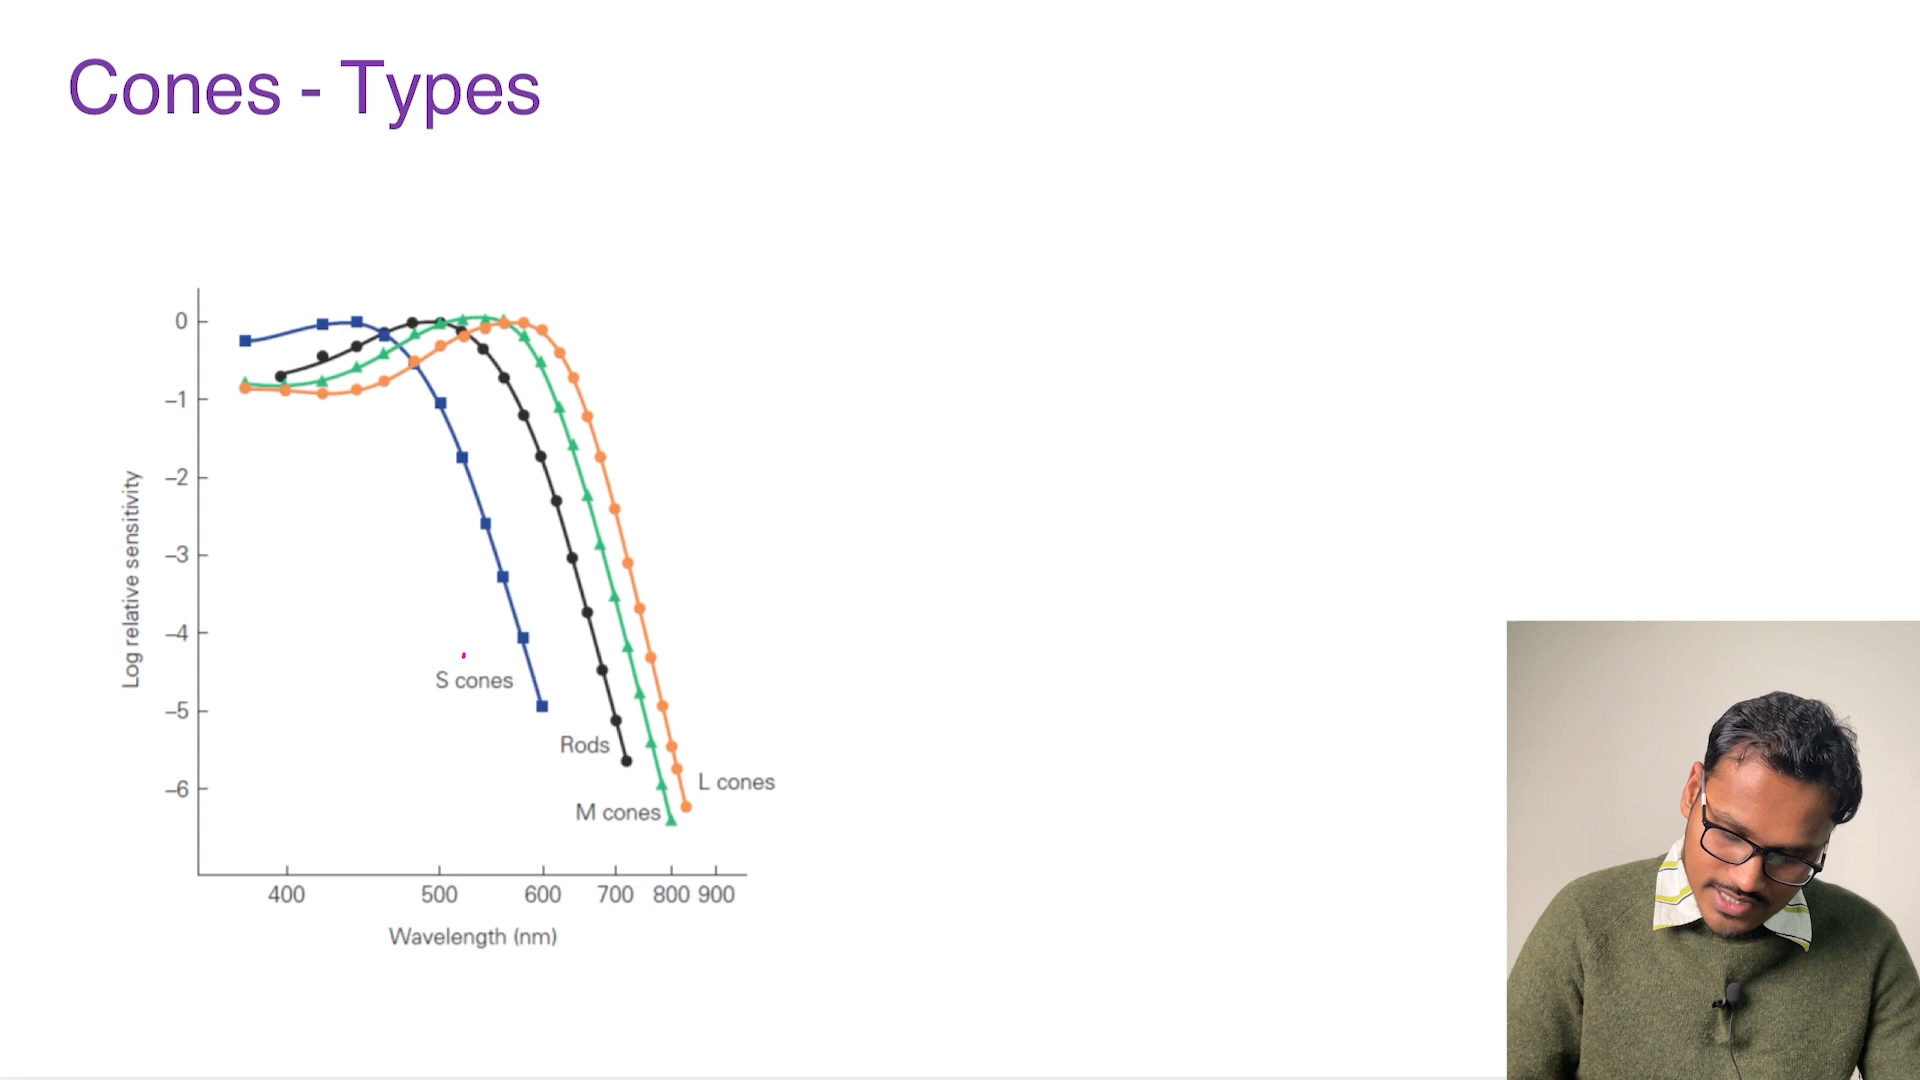 Cones - Types
0
–1
–2
–3
–4
–5
–6
Log relative sensitivity
S cones
Rods
L cones
M cones
400 500 600 700 800 900
Wavelength (nm)